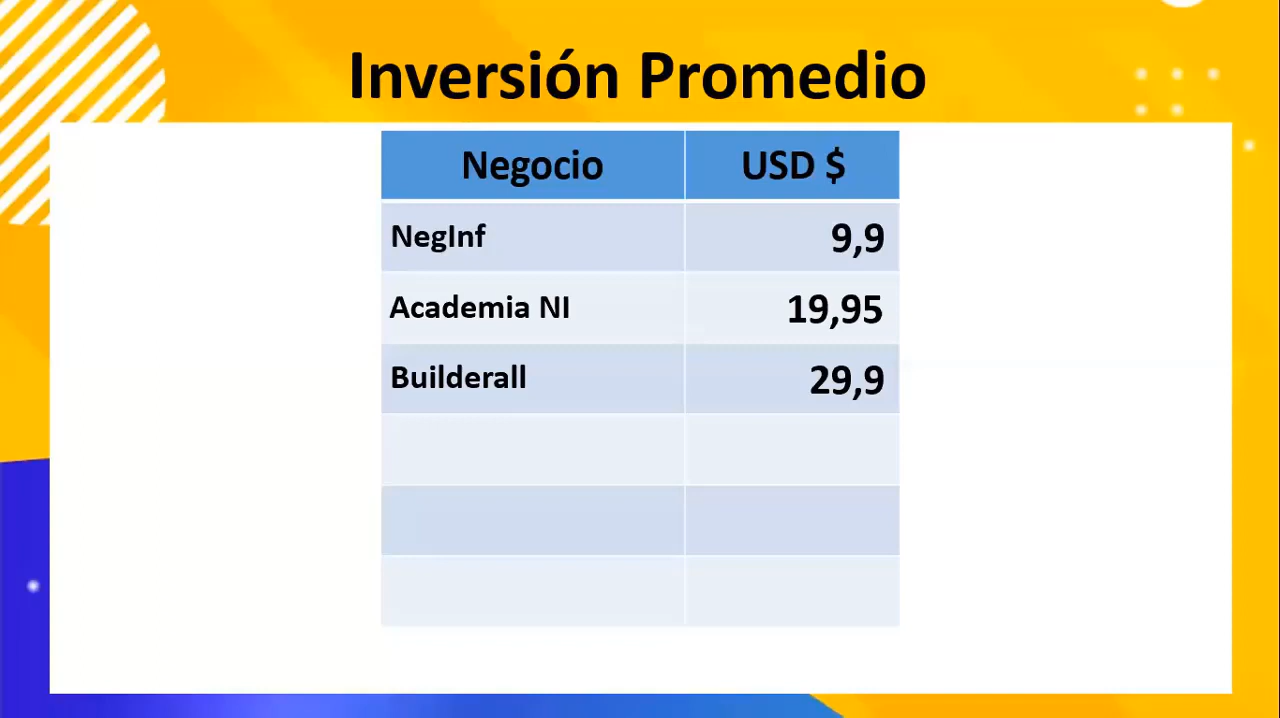 Inversión Promedio
Negocio USD $
NegInf 9,9
Academia NI 19,95
Builderall 29,9